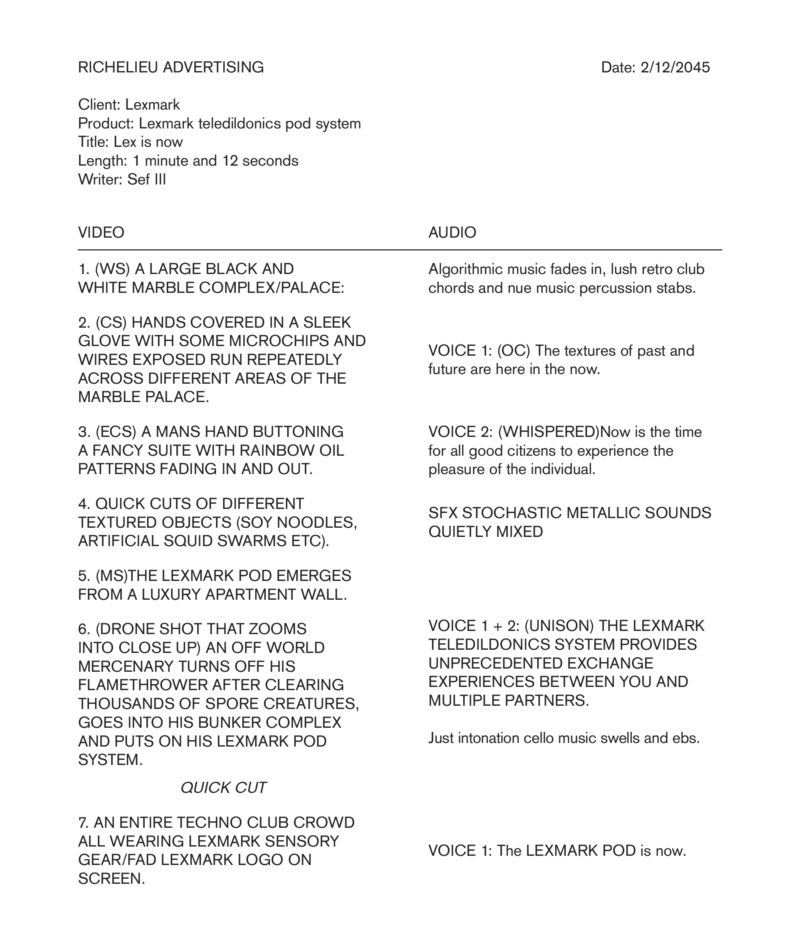 RICHELIEU ADVERTISING
Date: 2/12/2045
Client: Lexmark
Product: Lexmark teledildonics pod system
Title: Lex is now
Length: 1 minute and 12 seconds
Writer: Sef III
VIDEO
AUDIO
1. (WS) A LARGE BLACK AND
WHITE MARBLE COMPLEX/PALACE:
Algorithmic music fades in, lush retro club
chords and nue music percussion stabs.
2. (CS) HANDS COVERED IN A SLEEK
GLOVE WITH SOME MICROCHIPS AND
WIRES EXPOSED RUN REPEATEDLY
ACROSS DIFFERENT AREAS OF THE
MARBLE PALACE.
VOICE 1: (OC) The textures of past and
future are here in the now.
3. (ECS) A MANS HAND BUTTONING
A FANCY SUITE WITH RAINBOW OIL
PATTERNS FADING IN AND OUT.
VOICE 2: (WHISPERED)Now is the time
for all good citizens to experience the
pleasure of the individual.
4. QUICK CUTS OF DIFFERENT
TEXTURED OBJECTS (SOY NOODLES,
ARTIFICIAL SQUID SWARMS ETC).
SFX STOCHASTIC METALLIC SOUNDS
QUIETLY MIXED
5. (MS)THE LEXMARK POD EMERGES
FROM A LUXURY APARTMENT WALL.
6. (DRONE SHOT THAT ZOOMS
INTO CLOSE UP) AN OFF WORLD
MERCENARY TURNS OFF HIS
FLAMETHROWER AFTER CLEARING
THOUSANDS OF SPORE CREATURES,
GOES INTO HIS BUNKER COMPLEX
AND PUTS ON HIS LEXMARK POD
SYSTEM.
VOICE 1 + 2: (UNISON) THE LEXMARK
TELEDILDONICS SYSTEM PROVIDES
UNPRECEDENTED EXCHANGE
EXPERIENCES BETWEEN YOU AND
MULTIPLE PARTNERS.
Just intonation cello music swells and ebs.
QUICK CUT
7. AN ENTIRE TECHNO CLUB CROWD
ALL WEARING LEXMARK SENSORY
GEAR/FAD LEXMARK LOGO ON
SCREEN.
VOICE 1: The LEXMARK POD is now.